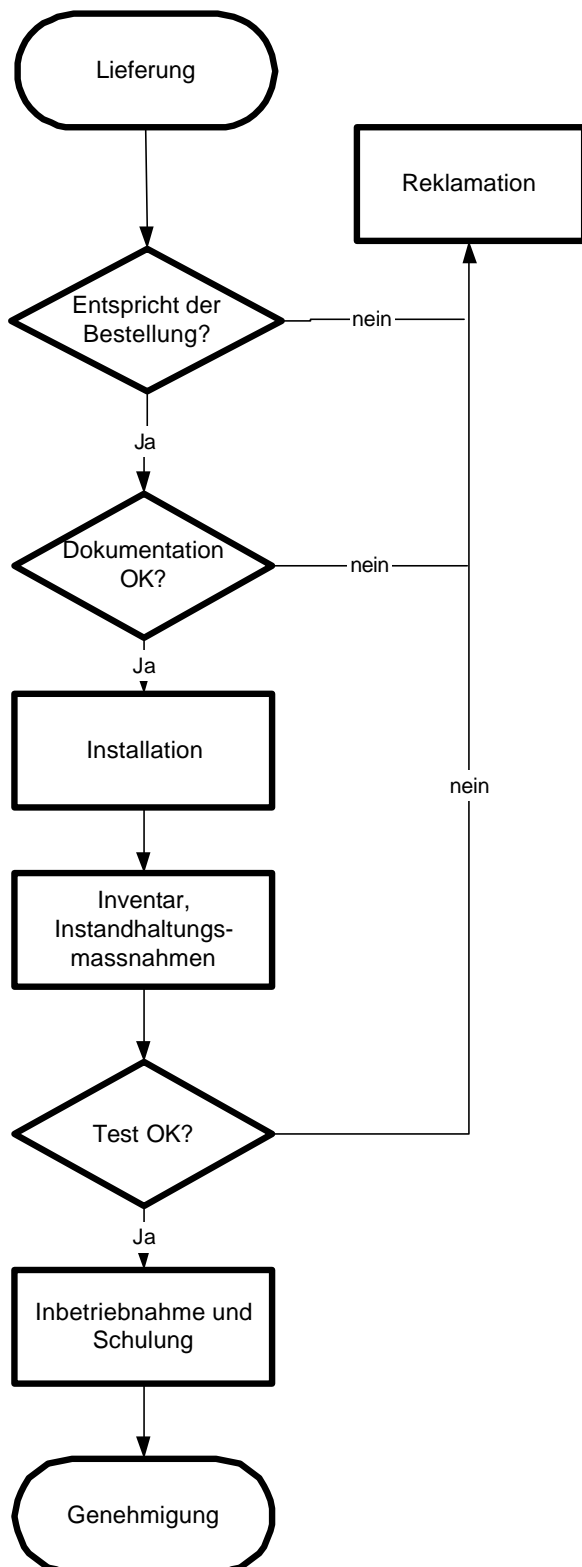 Lieferung
Reklamation
Entspricht der
Bestellung?
nein
Ja
Dokumentation
OK?
nein
Ja
Installation
nein
Inventar,
Instandhaltungs-
massnahmen
Test OK?
Ja
Inbetriebnahme und
Schulung
Genehmigung